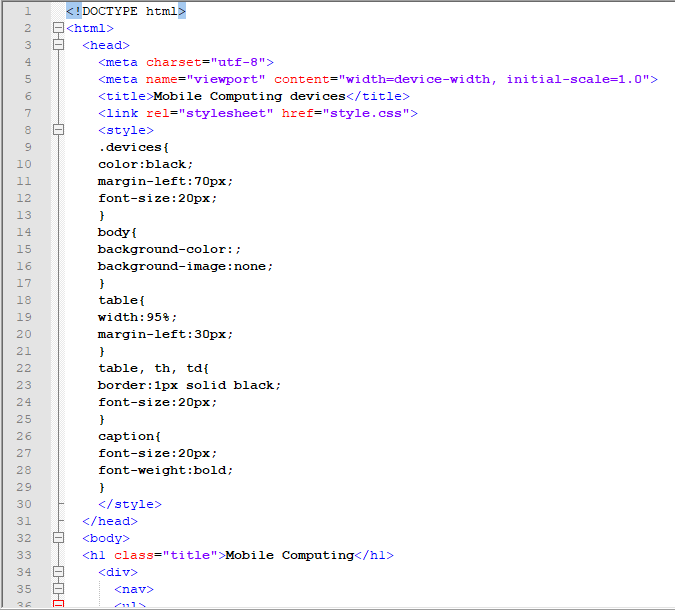 1 <!DOCTYPE html>
2 <html>
3 <head>
4 <meta charset="utf-8">
5 <meta name="viewport" content="width=device-width, initial-scale=1.0">
6 <title>Mobile Computing devices</title>
7 <link rel="stylesheet" href="style.css">
8 <style>
9 .devices{
10 color:black;
11 margin-left:70px;
12 font-size:20px;
13 }
14 body{
15 background-color:;
16 background-image:none;
17 }
18 table{
19 width:95%;
20 margin-left:30px;
21 }
22 table, th, td{
23 border:1px solid black;
24 font-size:20px;
25 }
26 caption{
27 font-size:20px;
28 font-weight:bold;
29 }
30 </style>
31 </head>
32 <body>
33 <h1 class="title">Mobile Computing</h1>
34 <div>
35 <nav>
36 <ul>